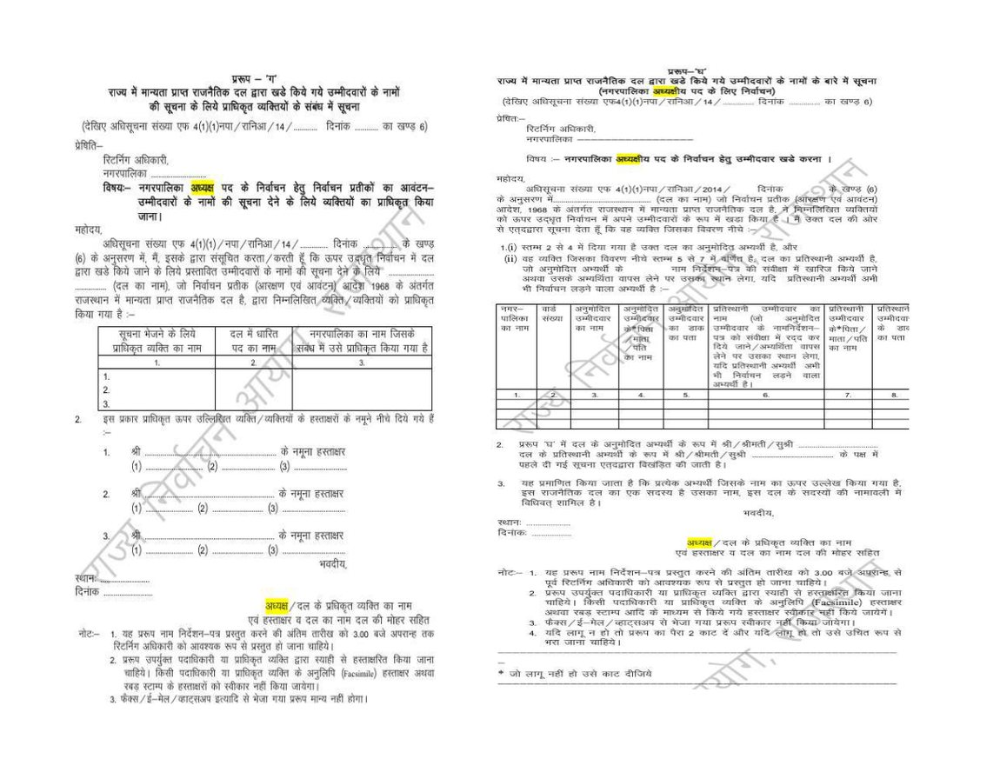 प्ररूप – 'ग'
राज्य में मान्यता प्राप्त राजनैतिक दल द्वारा खडे किये गये उम्मीदवारों के नामों
की सूचना के लिये प्राधिकृत व्यक्तियों के संबंध में सूचना
(देखिए अधिसूचना संख्या एफ 4(1)(1)नपा/रानिआ/14/............ दिनांक ............ का खण्ड 6)
प्रेषिति–
रिटर्निग अधिकारी,
नगरपालिका ........................
विषयः– नगरपालिका अध्यक्ष पद के निर्वाचन हेतु निर्वाचन प्रतीकों का आवंटन–
उम्मीदवारों के नामों की सूचना देने के लिये व्यक्तियों का प्राधिकृत किया
जाना।
महोदय,
अधिसूचना संख्या एफ 4(1)(1)/नपा/रानिआ/14/............ दिनांक ............ के खण्ड
(6) के अनुसरण में, मैं, इसके द्वारा संसूचित करता/करती हूँ कि ऊपर उद्धृत निर्वाचन में दल
द्वारा खडे किये जाने के लिये प्रस्तावित उम्मीदवारों के नामों की सूचना देने के लिये ....................
.............. (दल का नाम), जो निर्वाचन प्रतीक (आरक्षण एवं आवंटन) आदेश 1968 के अंतर्गत
राजस्थान में मान्यता प्राप्त राजनैतिक दल है, द्वारा निम्नलिखित व्यक्ति/व्यक्तियों को प्राधिकृत
किया गया है :–
सूचना भेजने के लिये प्राधिकृत व्यक्ति का नाम
दल में धारित पद का नाम
नगरपालिका का नाम जिसके संबंध में उसे प्राधिकृत किया गया है
1. 2. 3.
1.
2.
3.
2. इस प्रकार प्राधिकृत ऊपर उल्लिखित व्यक्ति/व्यक्तियों के हस्ताक्षरों के नमूने नीचे दिये गये हैं
:–
1. श्री ........................................ के नमूना हस्ताक्षर
(1) .................... (2) .................... (3) ....................
2. श्री ........................................ के नमूना हस्ताक्षर
(1) .................... (2) .................... (3) ....................
3. श्री ........................................ के नमूना हस्ताक्षर
(1) .................... (2) .................... (3) ....................
भवदीय,
स्थानः ....................
दिनांक ....................
अध्यक्ष/दल के प्रधिकृत व्यक्ति का नाम
एवं हस्ताक्षर व दल का नाम दल की मोहर सहित
नोटः– 1. यह प्ररूप नाम निर्देशन–पत्र प्रस्तुत करने की अंतिम तारीख को 3.00 बजे अपरान्ह तक
रिटर्निग अधिकारी को आवश्यक रूप से प्रस्तुत हो जाना चाहिये।
2. प्ररूप उपर्युक्त पदाधिकारी या प्राधिकृत व्यक्ति द्वारा स्याही से हस्ताक्षरित किया जाना
चाहिये। किसी पदाधिकारी या प्राधिकृत व्यक्ति के अनुलिपि (Facsimile) हस्ताक्षर अथवा
रबड़ स्टाम्प के हस्ताक्षरों को स्वीकार नहीं किया जायेगा।
3. फैक्स/ई–मेल/व्हाट्सअप इत्यादि से भेजा गया प्ररूप मान्य नहीं होगा।
राज्य निर्वाचन आयोग, राजस्थान
प्ररूप–'घ'
राज्य में मान्यता प्राप्त राजनैतिक दल द्वारा खडे किये गये उम्मीदवारों के नामों के बारे में सूचना
(नगरपालिका अध्यक्षीय पद के लिए निर्वाचन)
(देखिए अधिसूचना संख्या एफ4(1)(1)नपा/रानिआ/14/............ दिनांक ............ का खण्ड 6)
प्रेषितः–
रिटर्निग अधिकारी,
नगरपालिका ––––––––––––––––––
विषय :– नगरपालिका अध्यक्षीय पद के निर्वाचन हेतु उम्मीदवार खडे करना ।
महोदय,
अधिसूचना संख्या एफ 4(1)(1)नपा/रानिआ/2014/ दिनांक के खण्ड (6)
के अनुसरण में.............................. (दल का नाम) जो निर्वाचन प्रतीक (आरक्षण एवं आवंटन)
आदेश, 1968 के अंतर्गत राजस्थान में मान्यता प्राप्त राजनैतिक दल है, ने निम्नलिखित व्यक्तियों
को ऊपर उद्धृत निर्वाचन में अपने उम्मीदवारों के रूप में खडा किया है । मैं उक्त दल की ओर
से एतद्द्वारा सूचना देता हूँ कि वह व्यक्ति जिसका विवरण नीचे :–
1.(i) स्तम्भ 2 से 4 में दिया गया है उक्त दल का अनुमोदित अभ्यर्थी है, और
(ii) वह व्यक्ति जिसका विवरण नीचे स्तम्भ 5 से 7 में वर्णित है, दल का प्रतिस्थानी अभ्यर्थी है,
जो अनुमोदित अभ्यर्थी के नाम निर्देशन–पत्र की संवीक्षा में खारिज किये जाने
अथवा उसके अभ्यर्थिता वापस लेने पर उसका स्थान लेगा, यदि प्रतिस्थानी अभ्यर्थी अभी
भी निर्वाचन लड़ने वाला अभ्यर्थी है :–
नगर–पालिका का नाम
वार्ड संख्या
अनुमोदित उम्मीदवार का नाम
अनुमोदित उम्मीदवार के*पिता/माता/पति का नाम
अनुमोदित उम्मीदवार का डाक का पता
प्रतिस्थानी उम्मीदवार का नाम (जो अनुमोदित उम्मीदवार के नामनिर्देशन–पत्र को संवीक्षा में रदद् कर दिये जाने/अभ्यर्थिता वापस लेने पर उसका स्थान लेगा, यदि प्रतिस्थानी अभ्यर्थी अभी भी निर्वाचन लडने वाला अभ्यर्थी है।
प्रतिस्थानी उम्मीदवार के*पिता/माता/पति का नाम
प्रतिस्थानी उम्मीदवार के डाक का पता
1. 2. 3. 4. 5. 6. 7. 8.
2. प्ररूप 'घ' में दल के अनुमोदित अभ्यर्थी के रूप में श्री/श्रीमती/सुश्री ..............................
दल के प्रतिस्थानी अभ्यर्थी के रूप में श्री/श्रीमती/सुश्री .............................. के पक्ष में
पहले दी गई सूचना एतद्द्वारा विखंड़ित की जाती है।
3. यह प्रमाणित किया जाता है कि प्रत्येक अभ्यर्थी जिसके नाम का ऊपर उल्लेख किया गया है,
इस राजनैतिक दल का एक सदस्य है उसका नाम, इस दल के सदस्यों की नामावली में
विधिवत् शामिल है।
भवदीय,
स्थानः ..................
दिनांकः ................
अध्यक्ष/दल के प्रधिकृत व्यक्ति का नाम
एवं हस्ताक्षर व दल का नाम दल की मोहर सहित
नोटः– 1. यह प्ररूप नाम निर्देशन–पत्र प्रस्तुत करने की अंतिम तारीख को 3.00 बजे अपरान्ह से
पूर्व रिटर्निग अधिकारी को आवश्यक रूप से प्रस्तुत हो जाना चाहिये।
2. प्ररूप उपर्युक्त पदाधिकारी या प्राधिकृत व्यक्ति द्वारा स्याही से हस्ताक्षरित किया जाना
चाहिये। किसी पदाधिकारी या प्राधिकृत व्यक्ति के अनुलिपि (Facsimile) हस्ताक्षर
अथवा रबड़ स्टाम्प आदि के माध्यम से किये गये हस्ताक्षर स्वीकार नहीं किये जायेगें।
3. फैक्स/ई–मेल/व्हाट्सअप से भेजा गया प्ररूप स्वीकार नहीं किया जायेगा।
4. यदि लागू न हो तो प्ररूप का पैरा 2 काट दें और यदि लागू हो तो उसे उचित रूप से
भरा जाना चाहिये।
* जो लागू नहीं हो उसे काट दीजिये
राज्य निर्वाचन आयोग, राजस्थान